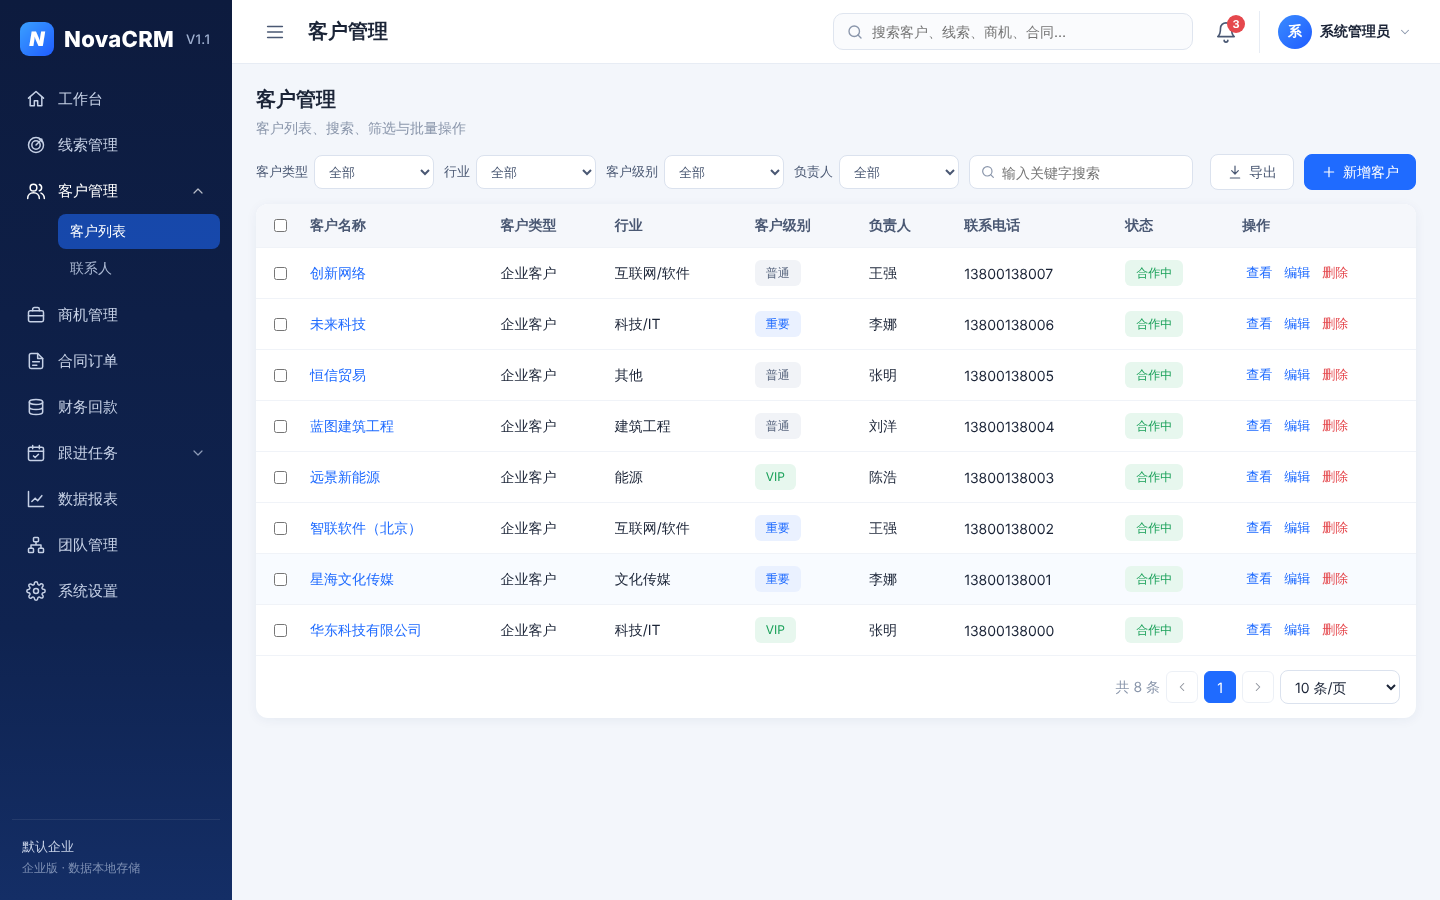 N NovaCRM V1.1
工作台
线索管理
客户管理
客户列表
联系人
商机管理
合同订单
财务回款
跟进任务
数据报表
团队管理
系统设置
默认企业
企业版 · 数据本地存储
客户管理
搜索客户、线索、商机、合同...
3
系 系统管理员
客户管理
客户列表、搜索、筛选与批量操作
客户类型 全部 行业 全部 客户级别 全部 负责人 全部 输入关键字搜索 导出 新增客户
客户名称 客户类型 行业 客户级别 负责人 联系电话 状态 操作
创新网络 企业客户 互联网/软件 普通 王强 13800138007 合作中 查看 编辑 删除
未来科技 企业客户 科技/IT 重要 李娜 13800138006 合作中 查看 编辑 删除
恒信贸易 企业客户 其他 普通 张明 13800138005 合作中 查看 编辑 删除
蓝图建筑工程 企业客户 建筑工程 普通 刘洋 13800138004 合作中 查看 编辑 删除
远景新能源 企业客户 能源 VIP 陈浩 13800138003 合作中 查看 编辑 删除
智联软件（北京） 企业客户 互联网/软件 重要 王强 13800138002 合作中 查看 编辑 删除
星海文化传媒 企业客户 文化传媒 重要 李娜 13800138001 合作中 查看 编辑 删除
华东科技有限公司 企业客户 科技/IT VIP 张明 13800138000 合作中 查看 编辑 删除
共 8 条 1 10 条/页